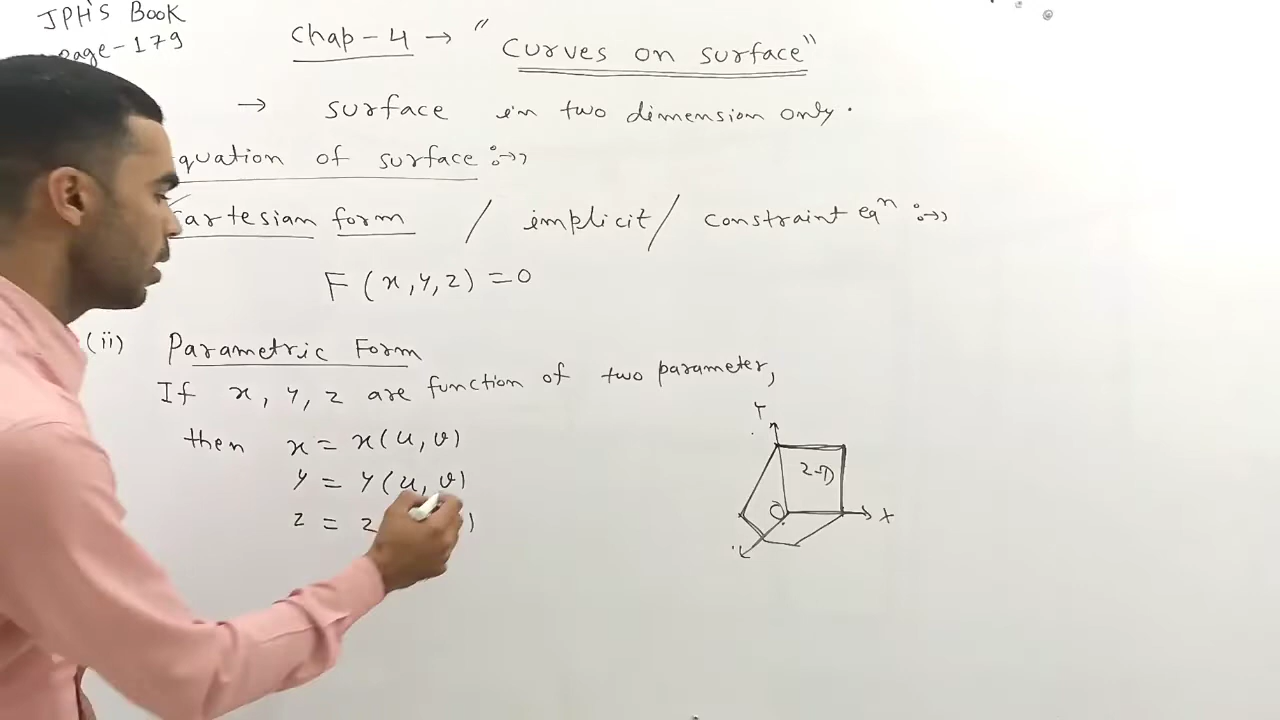 JPH'S Book
page-179
Chap-4 → "Curves on surface"
→ surface in two dimension only.
quation of surface :→
artesian form / implicit / constraint eqⁿ :→
F(x,y,z)=0
(ii) Parametric Form
If x, y, z are function of two parameter,
then x = x(u,v)
y = y(u,v)
z = z )
Y
2-D
O
X